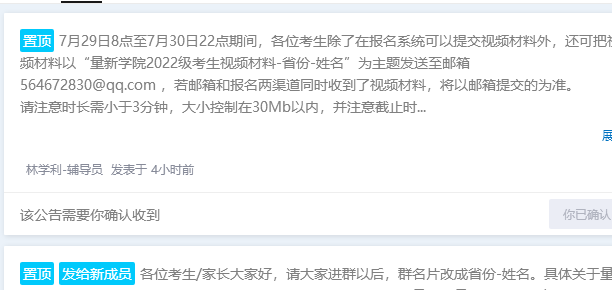 置顶 7月29日8点至7月30日22点期间，各位考生除了在报名系统可以提交视频材料外，还可把视
频材料以“量新学院2022级考生视频材料-省份-姓名”为主题发送至邮箱
564672830@qq.com ，若邮箱和报名两渠道同时收到了视频材料，将以邮箱提交的为准。
请注意时长需小于3分钟，大小控制在30Mb以内，并注意截止时...
展
林学利-辅导员 发表于 4小时前
该公告需要你确认收到
你已确认
置顶 发给新成员 各位考生/家长大家好，请大家进群以后，群名片改成省份-姓名。具体关于量